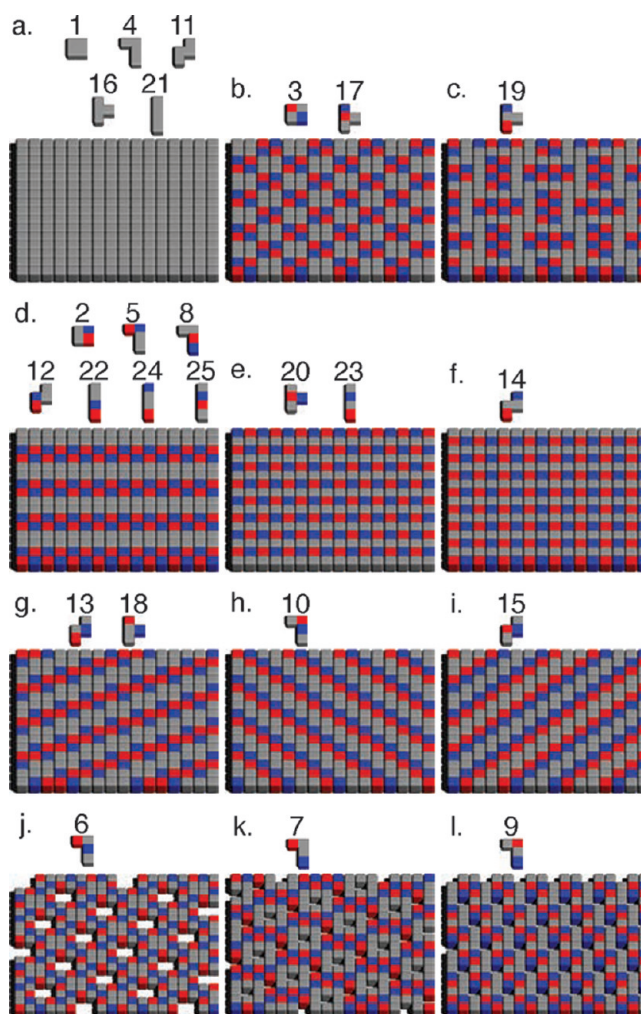 a. 1 4 11
16 21
b. 3 17
c. 19
d. 2 5 8
12 22 24 25
e. 20 23
f. 14
g. 13 18
h. 10
i. 15
j. 6
k. 7
l. 9